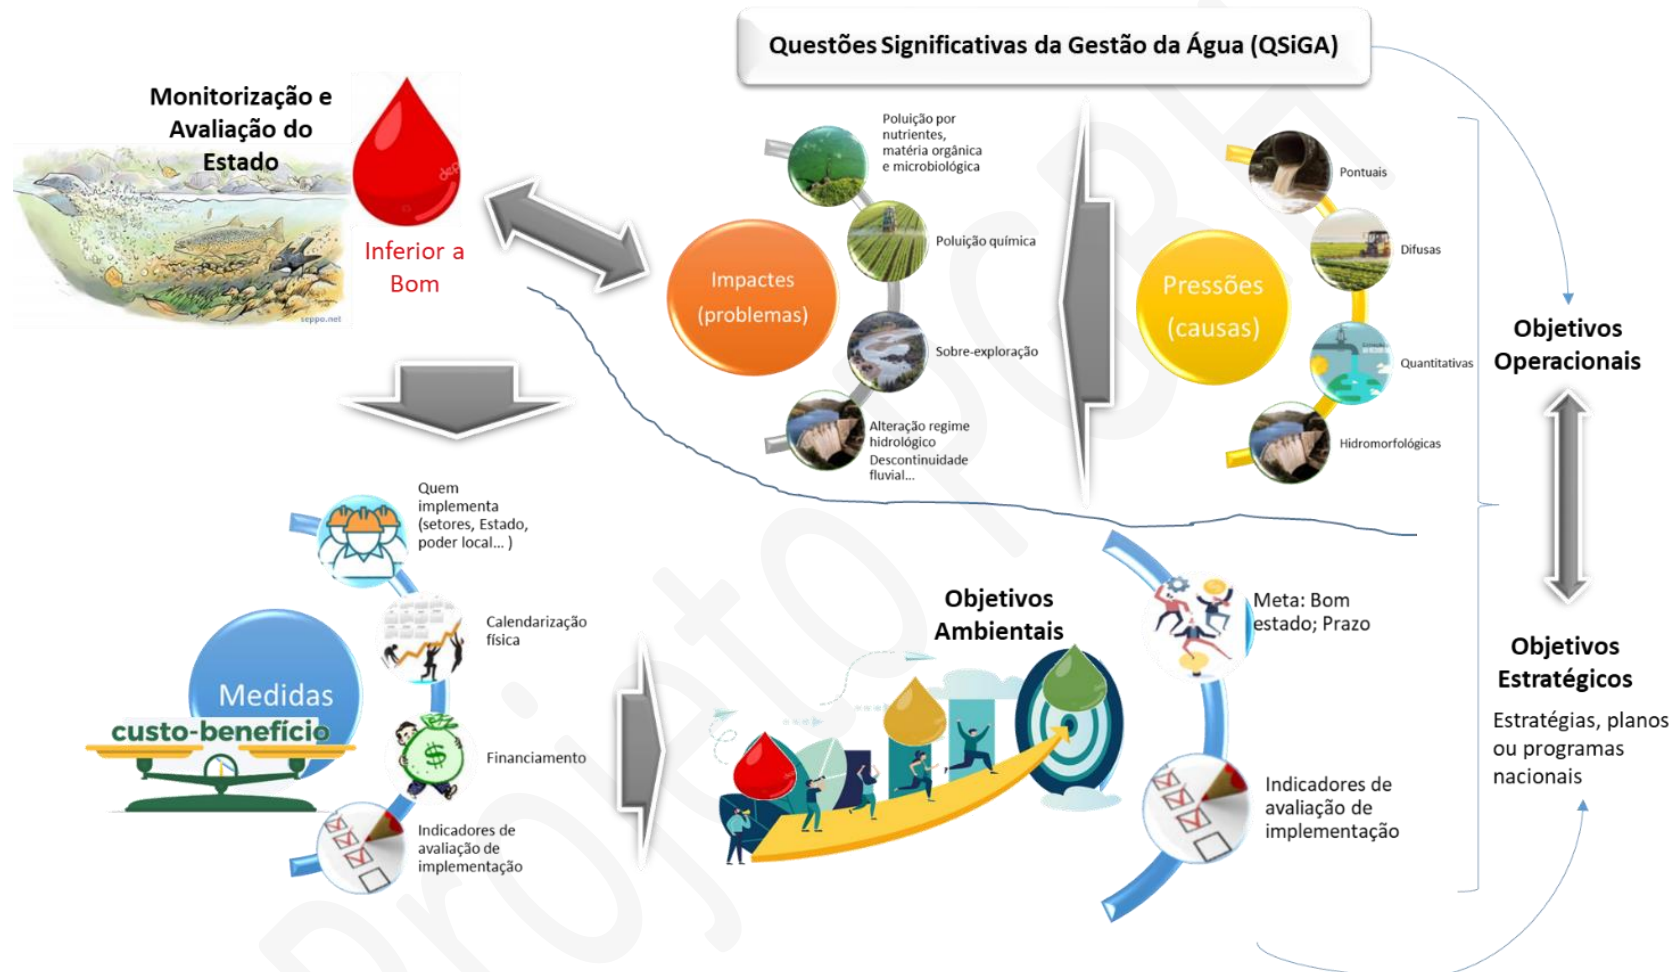 Questões Significativas da Gestão da Água (QSiGA)
Monitorização e
Avaliação do
Estado
seppo.net
Inferior a
Bom
Impactes
(problemas)
Poluição por
nutrientes,
matéria orgânica
e microbiológica
Poluição química
Sobre-exploração
Alteração regime
hidrológico
Descontinuidade
fluvial...
Pressões
(causas)
Pontuais
Difusas
Quantitativas
Hidromorfológicas
Objetivos
Operacionais
Objetivos
Estratégicos
Estratégias, planos
ou programas
nacionais
Medidas
custo-benefício
Quem
implementa
(setores, Estado,
poder local... )
Calendarização
física
Financiamento
$
Indicadores de
avaliação de
implementação
Objetivos
Ambientais
Meta: Bom
estado; Prazo
Indicadores de
avaliação de
implementação
Projeto PGBH